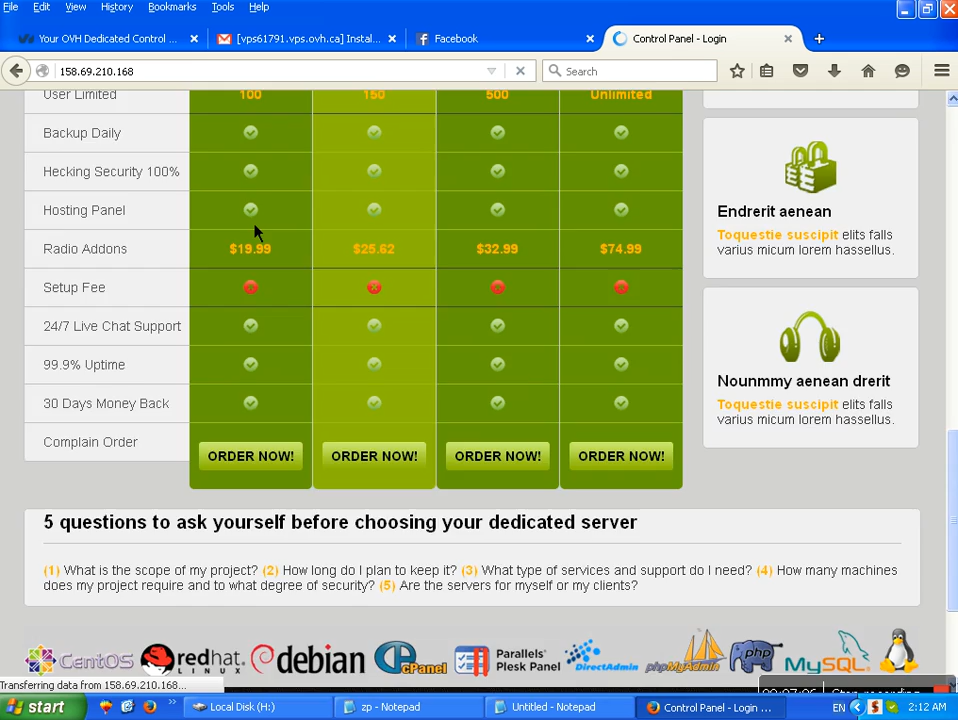 File Edit View History Bookmarks Tools Help
Your OVH Dedicated Control ... [vps61791.vps.ovh.ca] Instal... Facebook Control Panel - Login
158.69.210.168 Search
User Limited 100 150 500 Unlimited
Backup Daily
Hecking Security 100%
Hosting Panel
Radio Addons $19.99 $25.62 $32.99 $74.99
Setup Fee
24/7 Live Chat Support
99.9% Uptime
30 Days Money Back
Complain Order ORDER NOW! ORDER NOW! ORDER NOW! ORDER NOW!
Endrerit aenean
Toquestie suscipit elits falls
varius micum lorem hassellus.
Nounmmy aenean drerit
Toquestie suscipit elits falls
varius micum lorem hassellus.
5 questions to ask yourself before choosing your dedicated server
(1) What is the scope of my project? (2) How long do I plan to keep it? (3) What type of services and support do I need? (4) How many machines
does my project require and to what degree of security? (5) Are the servers for myself or my clients?
CentOS redhat. LINUX debian cPanel Parallels' Plesk Panel DirectAdmin phpMyAdmin php MySQL
Transferring data from 158.69.210.168...
start Local Disk (H:) zp - Notepad Untitled - Notepad Control Panel - Login ... EN 2:12 AM